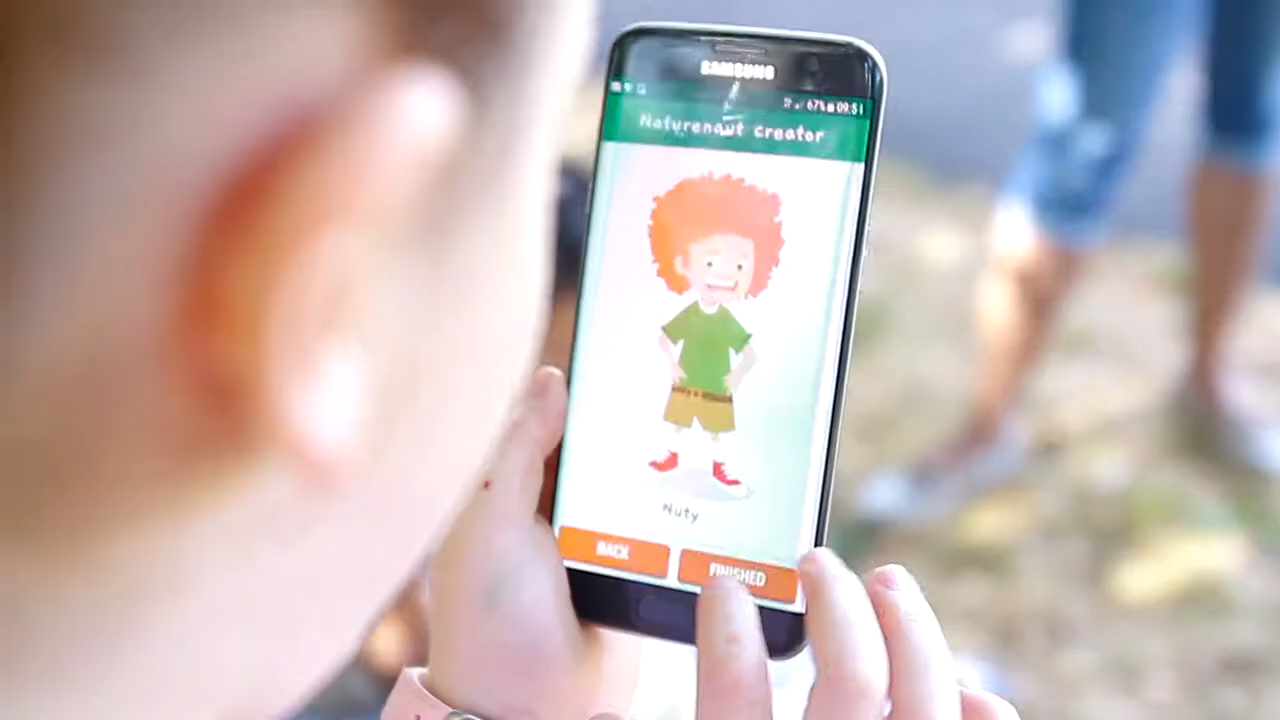 SAMSUNG
67% 09:51
Naturenaut creator
Nuty
BACK
FINISHED